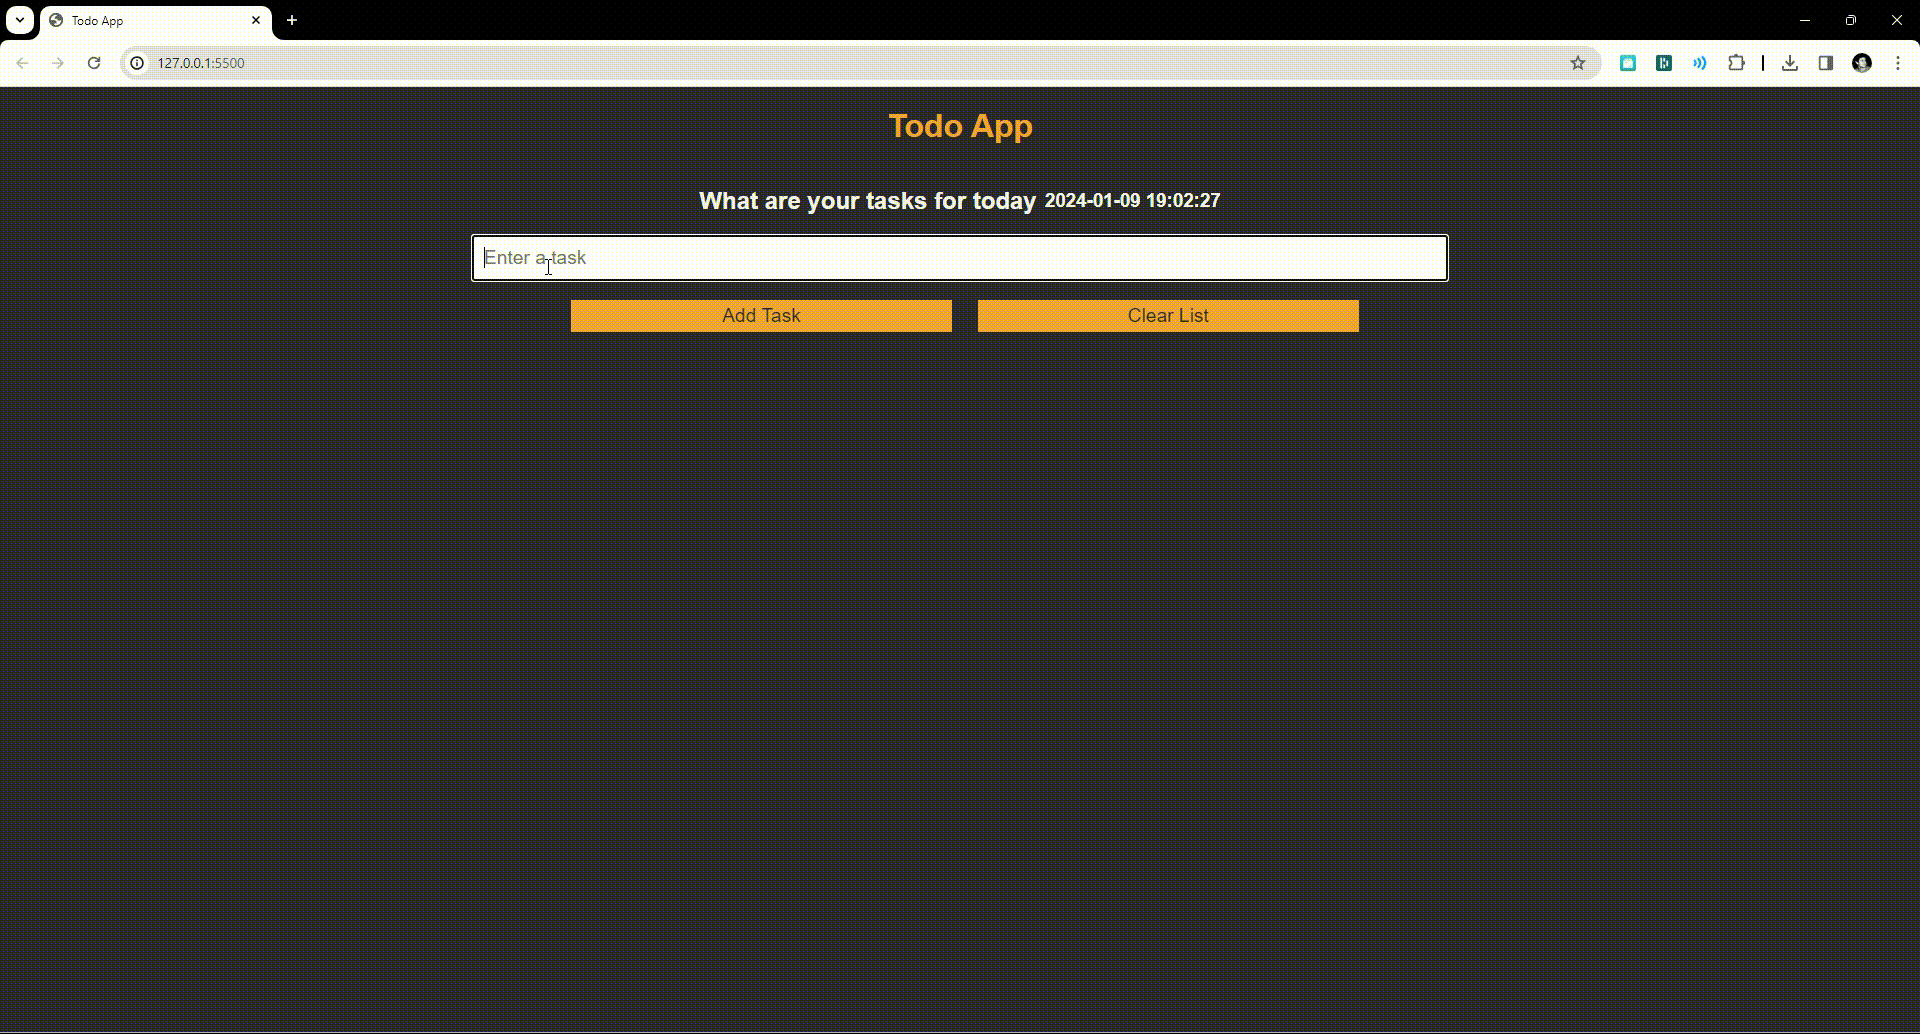 Todo App
127.0.0.1:5500
Todo App
What are your tasks for today 2024-01-09 19:02:27
Enter a task
Add Task
Clear List